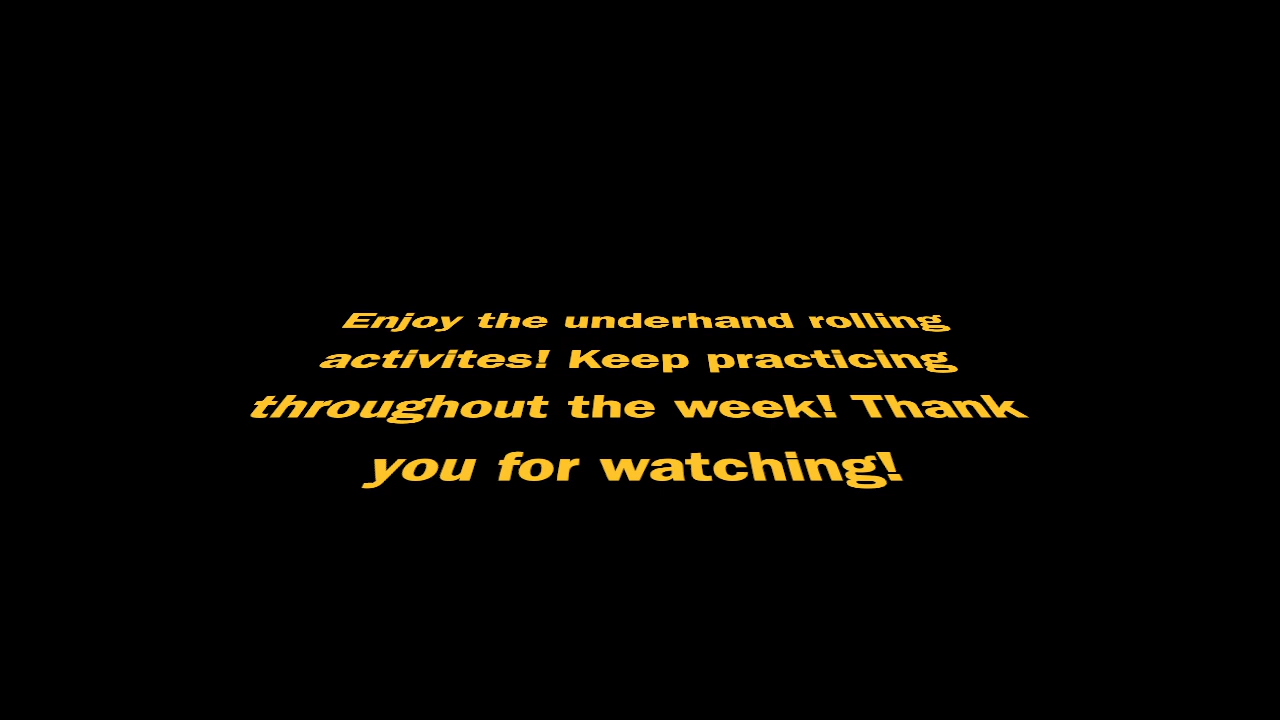 Enjoy the underhand rolling
activites! Keep practicing
throughout the week! Thank
you for watching!